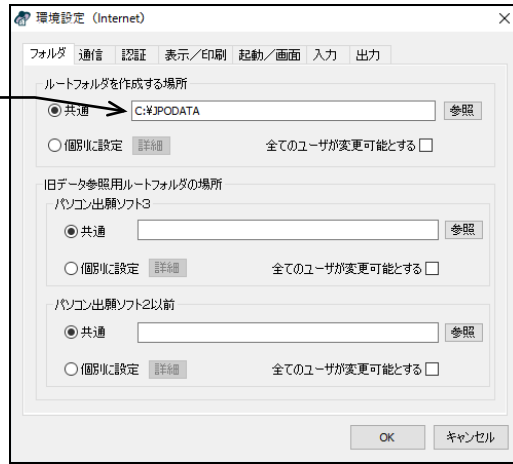 環境設定（Internet）
フォルダ 通信 認証 表示／印刷 起動／画面 入力 出力
ルートフォルダを作成する場所
共通 C:¥JPODATA 参照
個別に設定 詳細 全てのユーザが変更可能とする
旧データ参照用ルートフォルダの場所
パソコン出願ソフト3
共通 参照
個別に設定 詳細 全てのユーザが変更可能とする
パソコン出願ソフト2以前
共通 参照
個別に設定 詳細 全てのユーザが変更可能とする
OK キャンセル